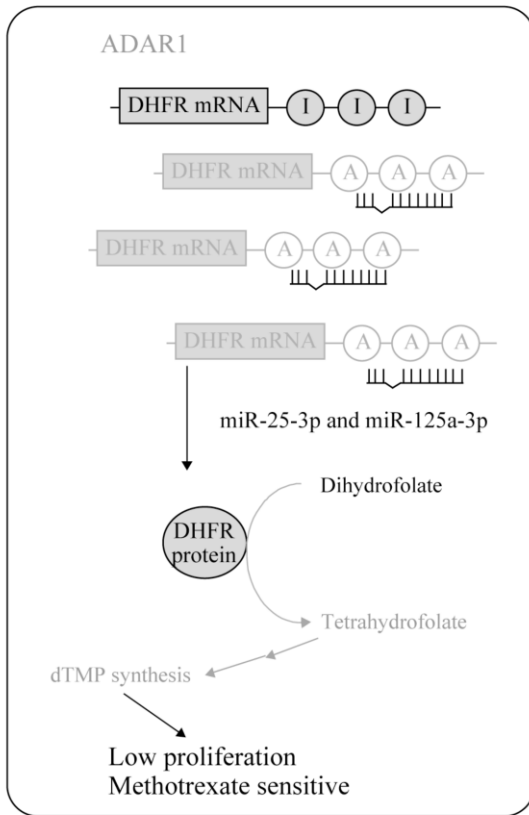 ADAR1
DHFR mRNA I I I
DHFR mRNA A A A
DHFR mRNA A A A
DHFR mRNA A A A
miR-25-3p and miR-125a-3p
Dihydrofolate
DHFR
protein
Tetrahydrofolate
dTMP synthesis
Low proliferation
Methotrexate sensitive